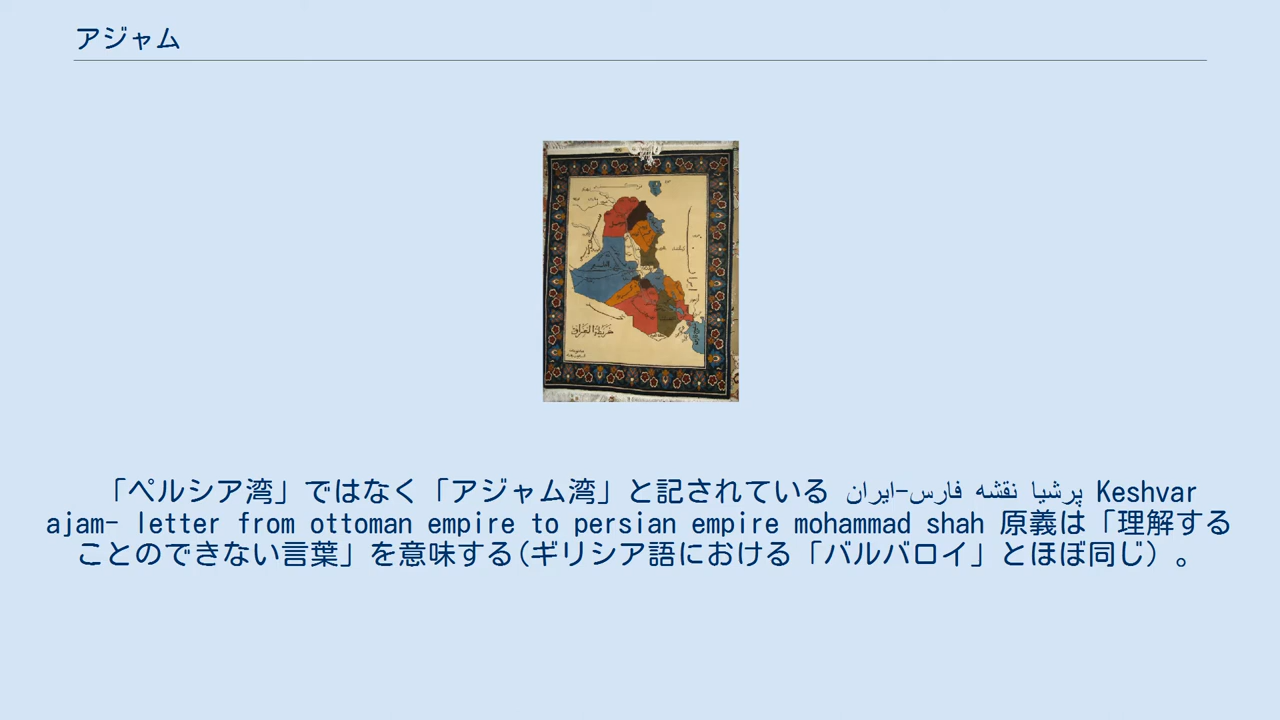 アジャム
خريطة العراق
「ペルシア湾」ではなく「アジャム湾」と記されている پرشیا نقشه فارس-ایران Keshvar
ajam- letter from ottoman empire to persian empire mohammad shah 原義は「理解する
ことのできない言葉」を意味する(ギリシア語における「バルバロイ」とほぼ同じ) 。